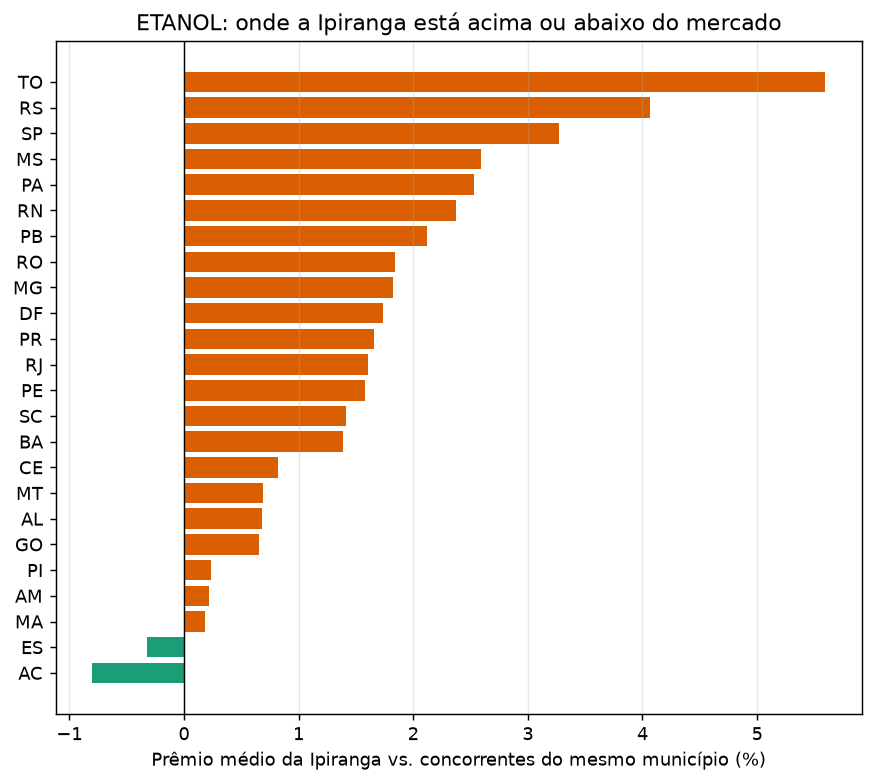 ETANOL: onde a Ipiranga está acima ou abaixo do mercado
TO
RS
SP
MS
PA
RN
PB
RO
MG
DF
PR
RJ
PE
SC
BA
CE
MT
AL
GO
PI
AM
MA
ES
AC
−1 0 1 2 3 4 5
Prêmio médio da Ipiranga vs. concorrentes do mesmo município (%)